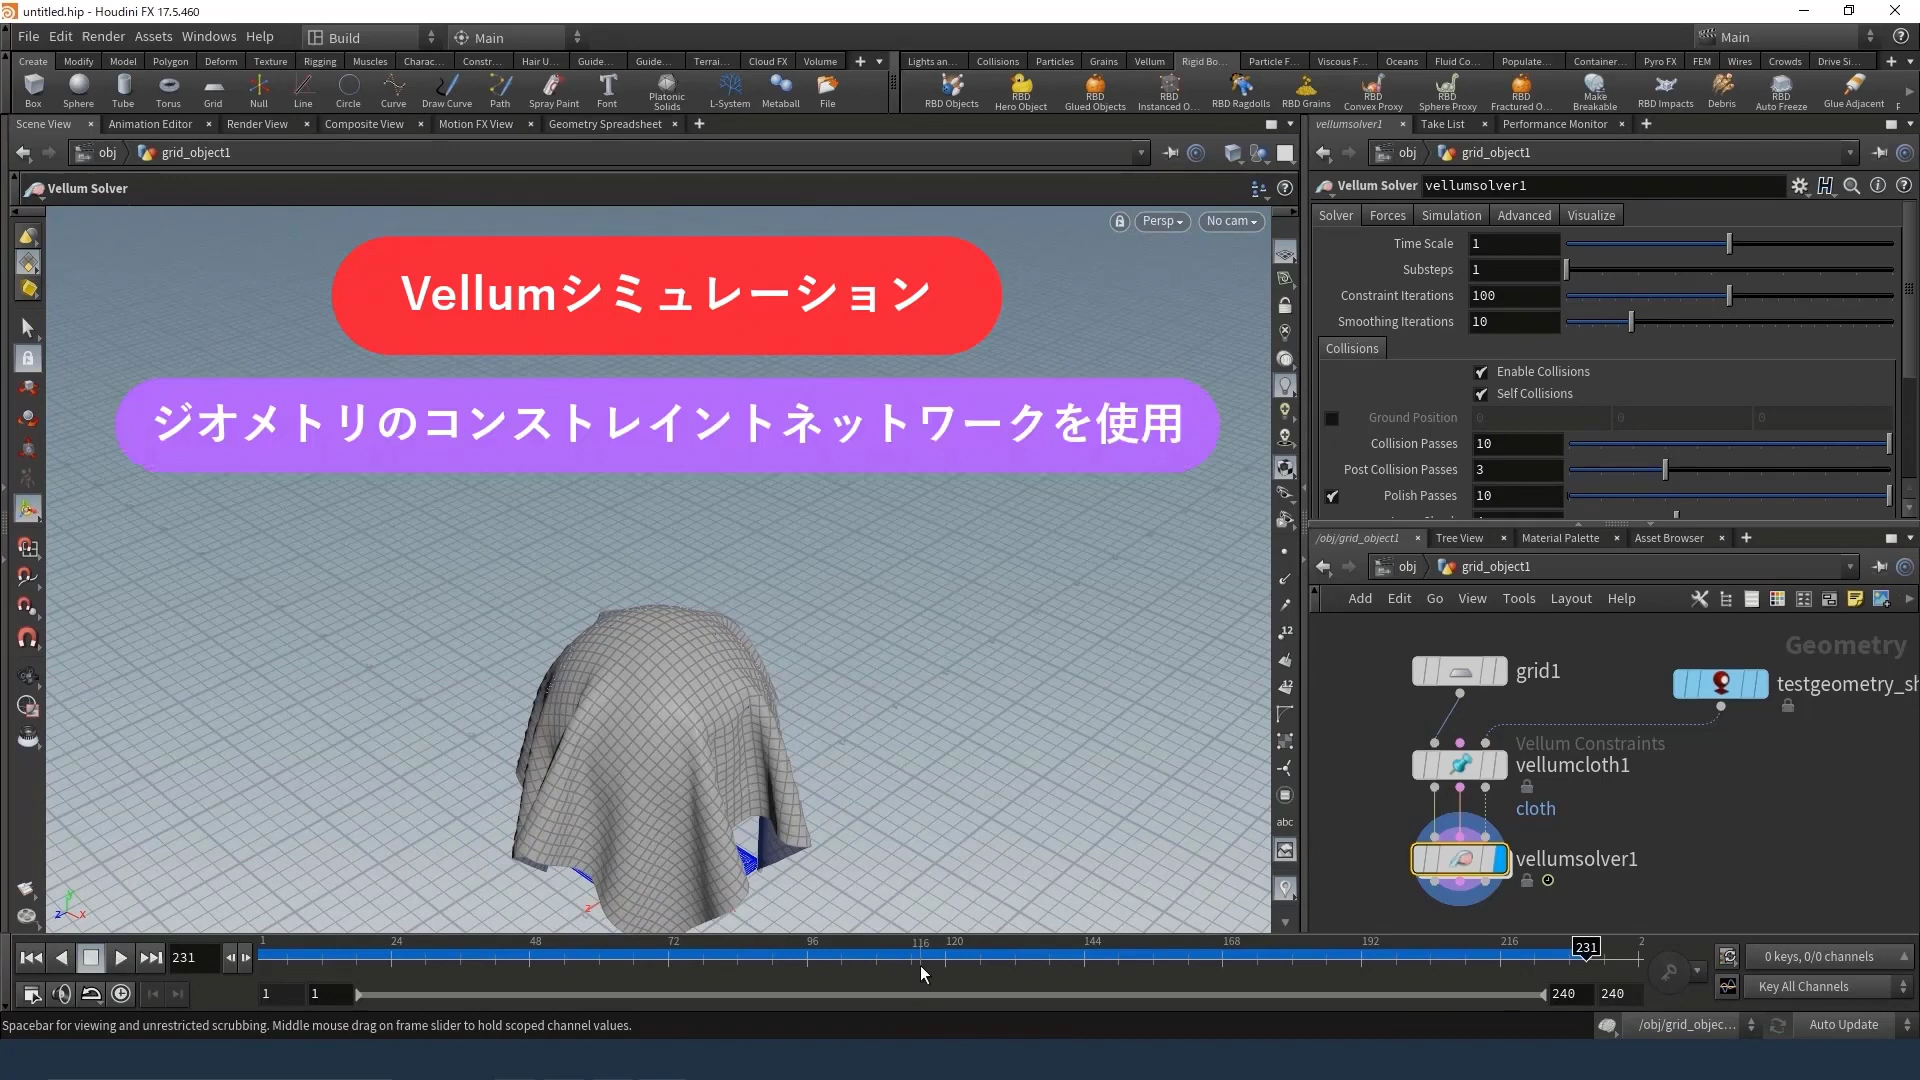 untitled.hip - Houdini FX 17.5.460
File Edit Render Assets Windows Help Build Main Main
Create Modify Model Polygon Deform Texture Rigging Muscles Charac... Constr... Hair U... Guide... Guide... Terrai... Cloud FX Volume
Lights an... Collisions Particles Grains Vellum Rigid Bo... Particle F... Viscous F... Oceans Fluid Co... Populate... Container... Pyro FX FEM Wires Crowds Drive Si...
Box Sphere Tube Torus Grid Null Line Circle Curve Draw Curve Path Spray Paint Font Platonic Solids L-System Metaball File
RBD Objects RBD Hero Object RBD Glued Objects RBD Instanced O... RBD Ragdolls RBD Grains RBD Convex Proxy RBD Sphere Proxy RBD Fractured O... Make Breakable RBD Impacts Debris RBD Auto Freeze Glue Adjacent
Scene View Animation Editor Render View Composite View Motion FX View Geometry Spreadsheet
obj grid_object1
Vellum Solver
Persp No cam
Vellumシミュレーション
ジオメトリのコンストレイントネットワークを使用
abc
vellumsolver1 Take List Performance Monitor
obj grid_object1
Vellum Solver vellumsolver1
Solver Forces Simulation Advanced Visualize
Time Scale 1
Substeps 1
Constraint Iterations 100
Smoothing Iterations 10
Collisions
Enable Collisions
Self Collisions
Ground Position 0 0 0
Collision Passes 10
Post Collision Passes 3
Polish Passes 10
/obj/grid_object1 Tree View Material Palette Asset Browser
obj grid_object1
Add Edit Go View Tools Layout Help
Geometry
grid1
testgeometry_sh
Vellum Constraints
vellumcloth1
cloth
vellumsolver1
231 1 24 48 72 96 116 120 144 168 192 216 231 2
0 keys, 0/0 channels
1 1 240 240 Key All Channels
Spacebar for viewing and unrestricted scrubbing. Middle mouse drag on frame slider to hold scoped channel values.
/obj/grid_objec... Auto Update